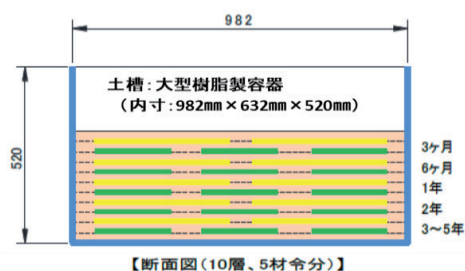 982
土槽:大型樹脂製容器
(内寸:982㎜×632㎜×520㎜)
520
3ヶ月
6ヶ月
1年
2年
3～5年
【断面図(10層、5材令分)】